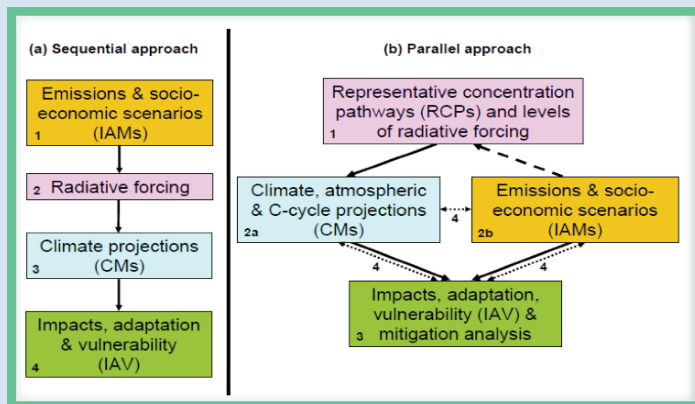 (a) Sequential approach
Emissions & socio-
economic scenarios
(IAMs)
1
2 Radiative forcing
Climate projections
(CMs)
3
Impacts, adaptation
& vulnerability
(IAV)
4
(b) Parallel approach
Representative concentration
pathways (RCPs) and levels
of radiative forcing
1
Climate, atmospheric
& C-cycle projections
(CMs)
2a
4
Emissions & socio-
economic scenarios
(IAMs)
2b
4
4
Impacts, adaptation,
vulnerability (IAV) &
mitigation analysis
3